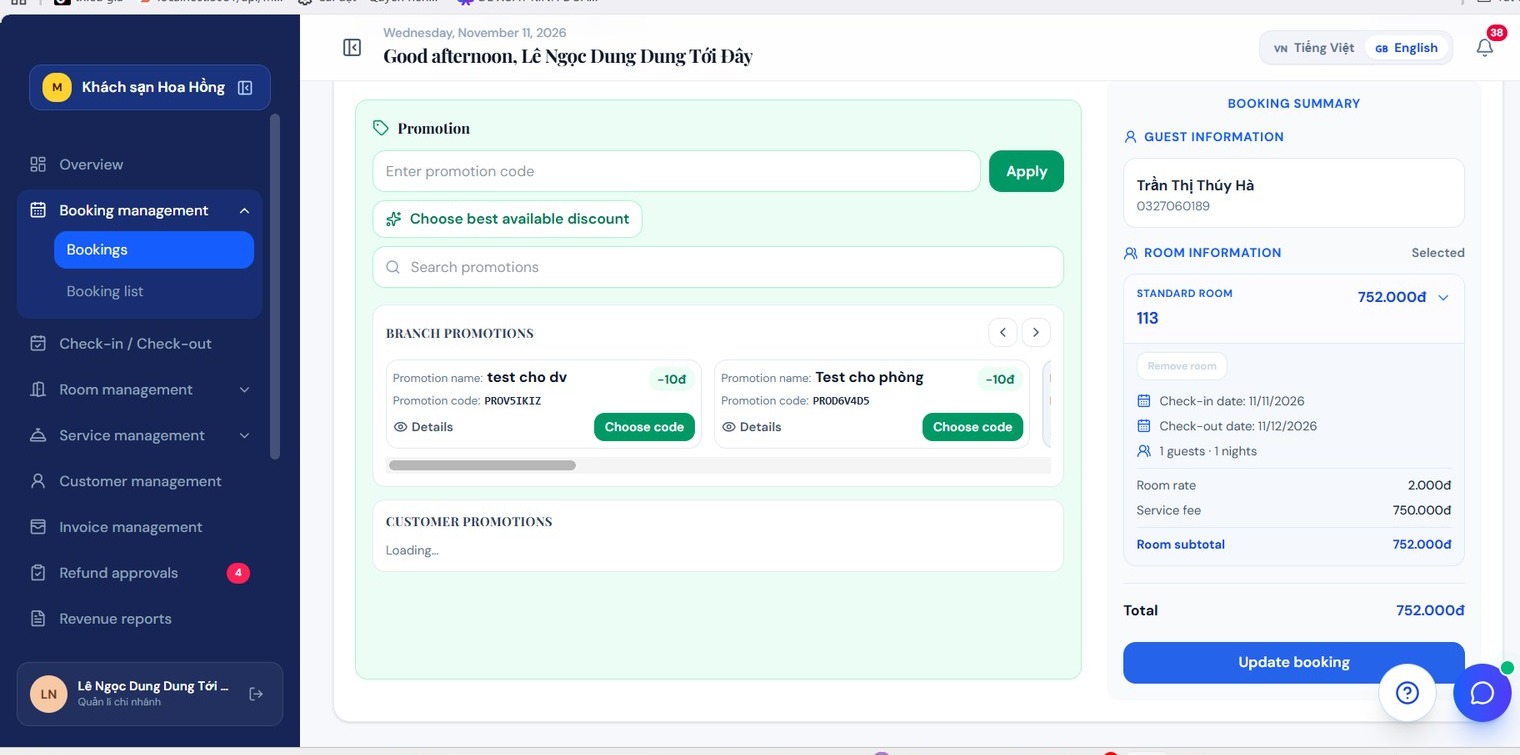 Wednesday, November 11, 2026
Good afternoon, Lê Ngọc Dung Dung Tới Đây
VN Tiếng Việt
GB English
38
M
Khách sạn Hoa Hồng
Overview
Booking management
Bookings
Booking list
Check-in / Check-out
Room management
Service management
Customer management
Invoice management
Refund approvals
4
Revenue reports
LN
Lê Ngọc Dung Dung Tới ...
Quản lí chi nhánh
Promotion
Enter promotion code
Apply
Choose best available discount
Search promotions
BRANCH PROMOTIONS
Promotion name: test cho dv
-10đ
Promotion code: PROV5IKIZ
Details
Choose code
Promotion name: Test cho phòng
-10đ
Promotion code: PROD6V4D5
Details
Choose code
CUSTOMER PROMOTIONS
Loading...
BOOKING SUMMARY
GUEST INFORMATION
Trần Thị Thúy Hà
0327060189
ROOM INFORMATION
Selected
STANDARD ROOM
752.000đ
113
Remove room
Check-in date: 11/11/2026
Check-out date: 11/12/2026
1 guests · 1 nights
Room rate
2.000đ
Service fee
750.000đ
Room subtotal
752.000đ
Total
752.000đ
Update booking